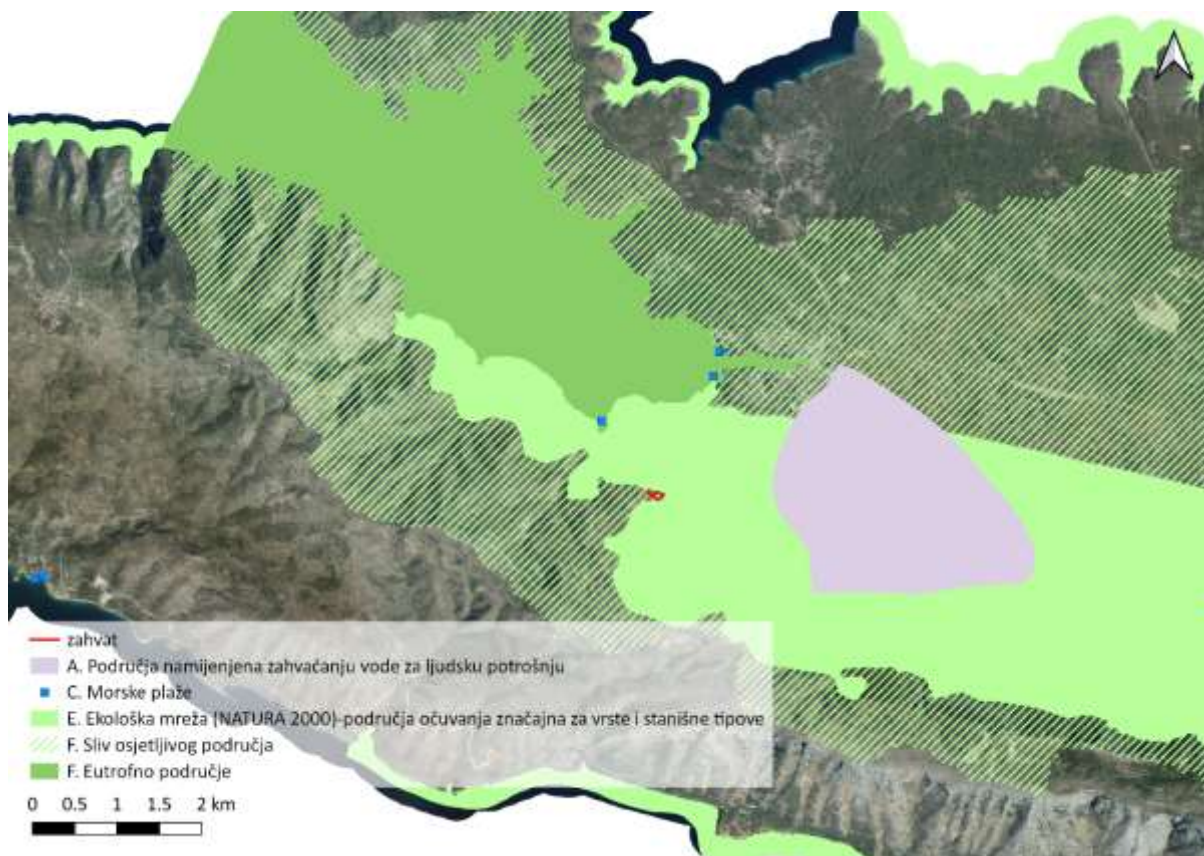 zahvat
A. Područja namijenjena zahvaćanju vode za ljudsku potrošnju
C. Morske plaže
E. Ekološka mreža (NATURA 2000)-područja očuvanja značajna za vrste i stanišne tipove
F. Sliv osjetljivog područja
F. Eutrofno područje
0 0.5 1 1.5 2 km